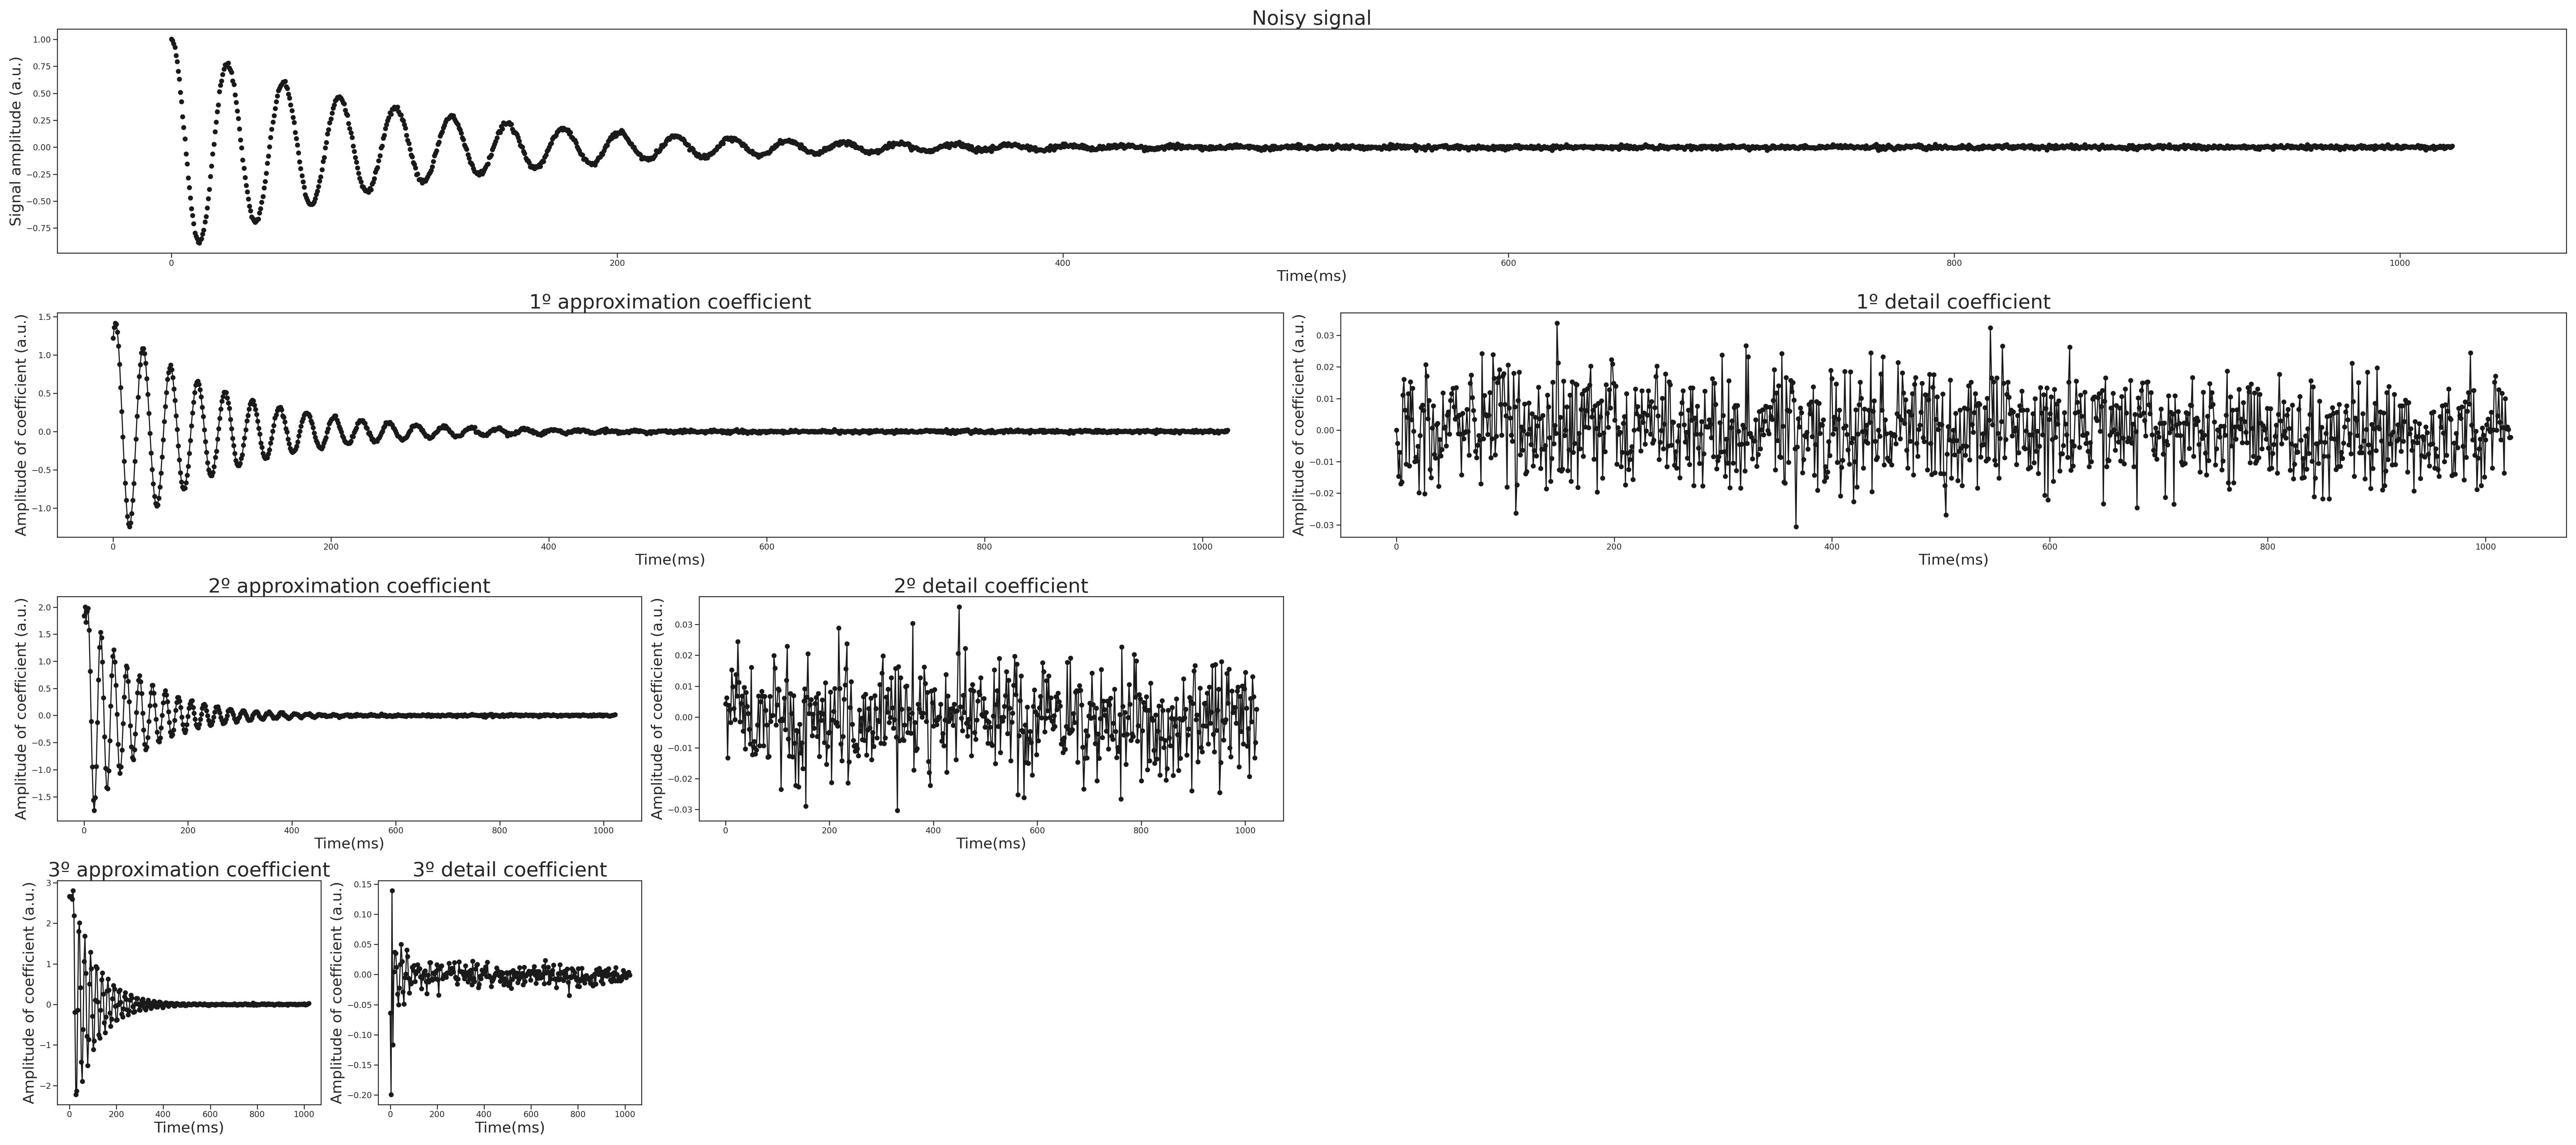 Noisy signal
Signal amplitude (a.u.)
1.00
0.75
0.50
0.25
0.00
−0.25
−0.50
−0.75
0 200 400 600 800 1000
Time(ms)
1º approximation coefficient
Amplitude of coefficient (a.u.)
1.5
1.0
0.5
0.0
−0.5
−1.0
0 200 400 600 800 1000
Time(ms)
1º detail coefficient
Amplitude of coefficient (a.u.)
0.03
0.02
0.01
0.00
−0.01
−0.02
−0.03
0 200 400 600 800 1000
Time(ms)
2º approximation coefficient
Amplitude of coefficient (a.u.)
2.0
1.5
1.0
0.5
0.0
−0.5
−1.0
−1.5
0 200 400 600 800 1000
Time(ms)
2º detail coefficient
Amplitude of coefficient (a.u.)
0.03
0.02
0.01
0.00
−0.01
−0.02
−0.03
0 200 400 600 800 1000
Time(ms)
3º approximation coefficient
Amplitude of coefficient (a.u.)
3
2
1
0
−1
−2
0 200 400 600 800 1000
Time(ms)
3º detail coefficient
Amplitude of coefficient (a.u.)
0.15
0.10
0.05
0.00
−0.05
−0.10
−0.15
−0.20
0 200 400 600 800 1000
Time(ms)